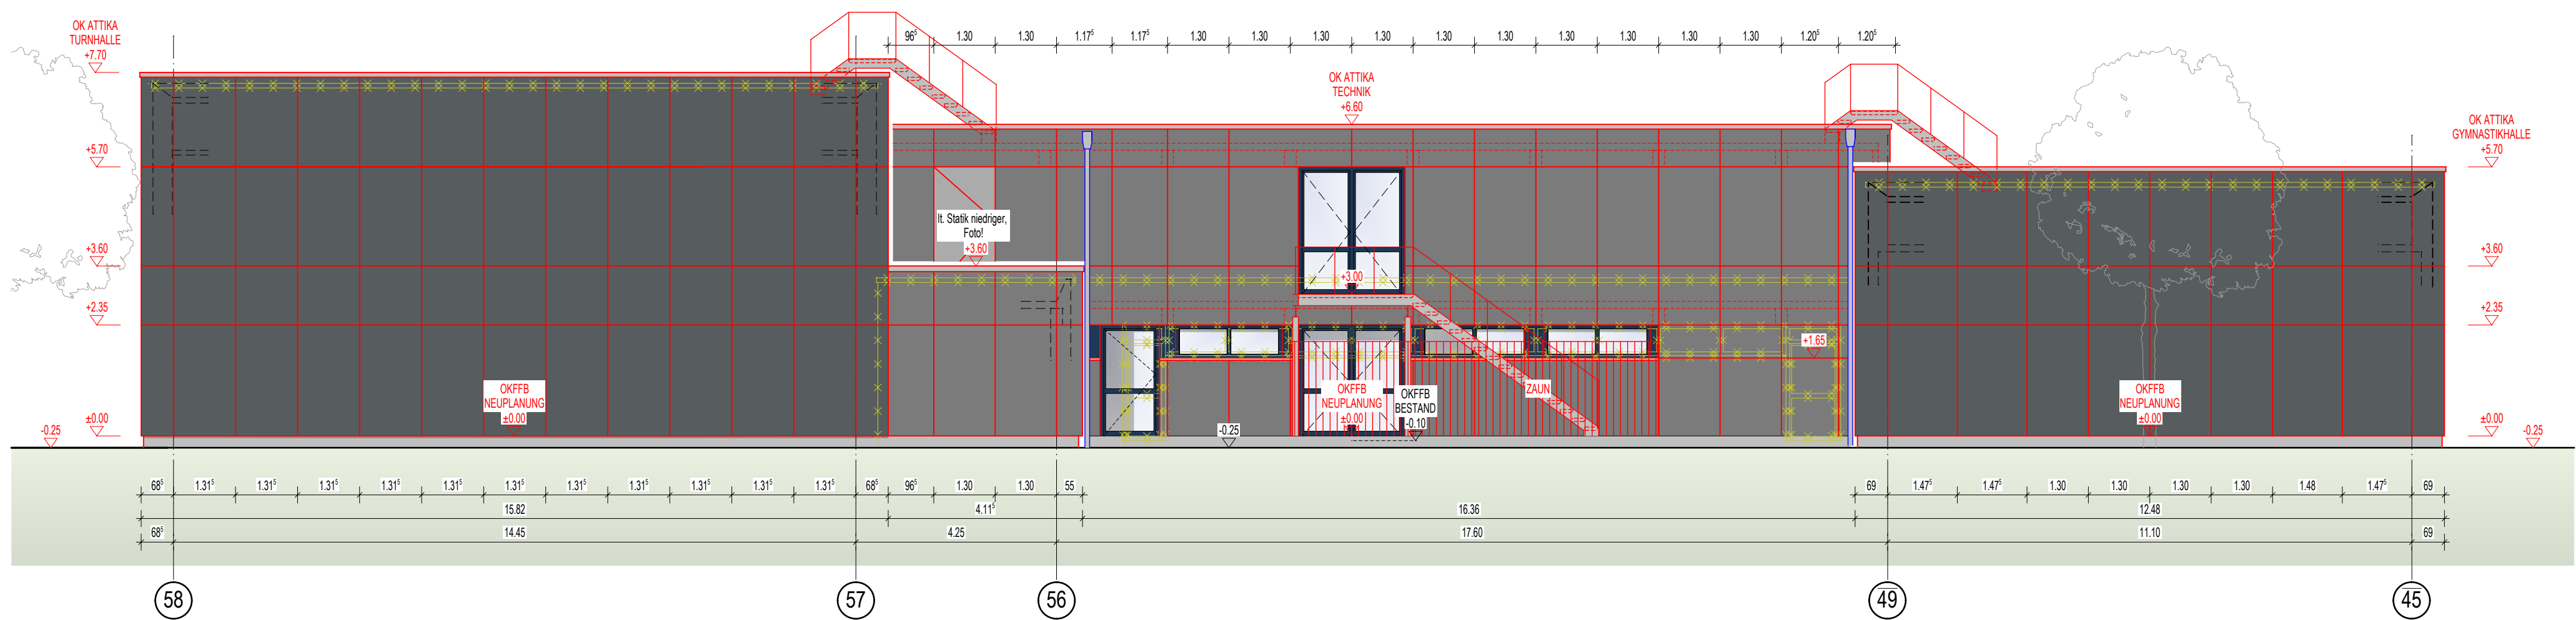 OK ATTIKA
TURNHALLE
+7.70
96⁵ 1.30 1.30 1.17⁵ 1.17⁵ 1.30 1.30 1.30 1.30 1.30 1.30 1.30 1.30 1.30 1.30 1.20⁵ 1.20⁵
OK ATTIKA
TECHNIK
+6.60
OK ATTIKA
GYMNASTIKHALLE
+5.70
+5.70
lt. Statik niedriger,
Foto!
+3.60
+3.60
+3.60
+3.00
+2.35
+2.35
+1.65
OKFFB
NEUPLANUNG
±0.00
OKFFB
NEUPLANUNG
±0.00
OKFFB
BESTAND
-0.10
ZAUN
OKFFB
NEUPLANUNG
±0.00
±0.00
±0.00
-0.25
-0.25
-0.25
68⁵ 1.31⁵ 1.31⁵ 1.31⁵ 1.31⁵ 1.31⁵ 1.31⁵ 1.31⁵ 1.31⁵ 1.31⁵ 1.31⁵ 1.31⁵ 68⁵ 96⁵ 1.30 1.30 55 69 1.47⁵ 1.47⁵ 1.30 1.30 1.30 1.30 1.48 1.47⁵ 69
15.82 4.11⁵ 16.36 12.48
68⁵ 14.45 4.25 17.60 11.10 69
58 57 56 49 45